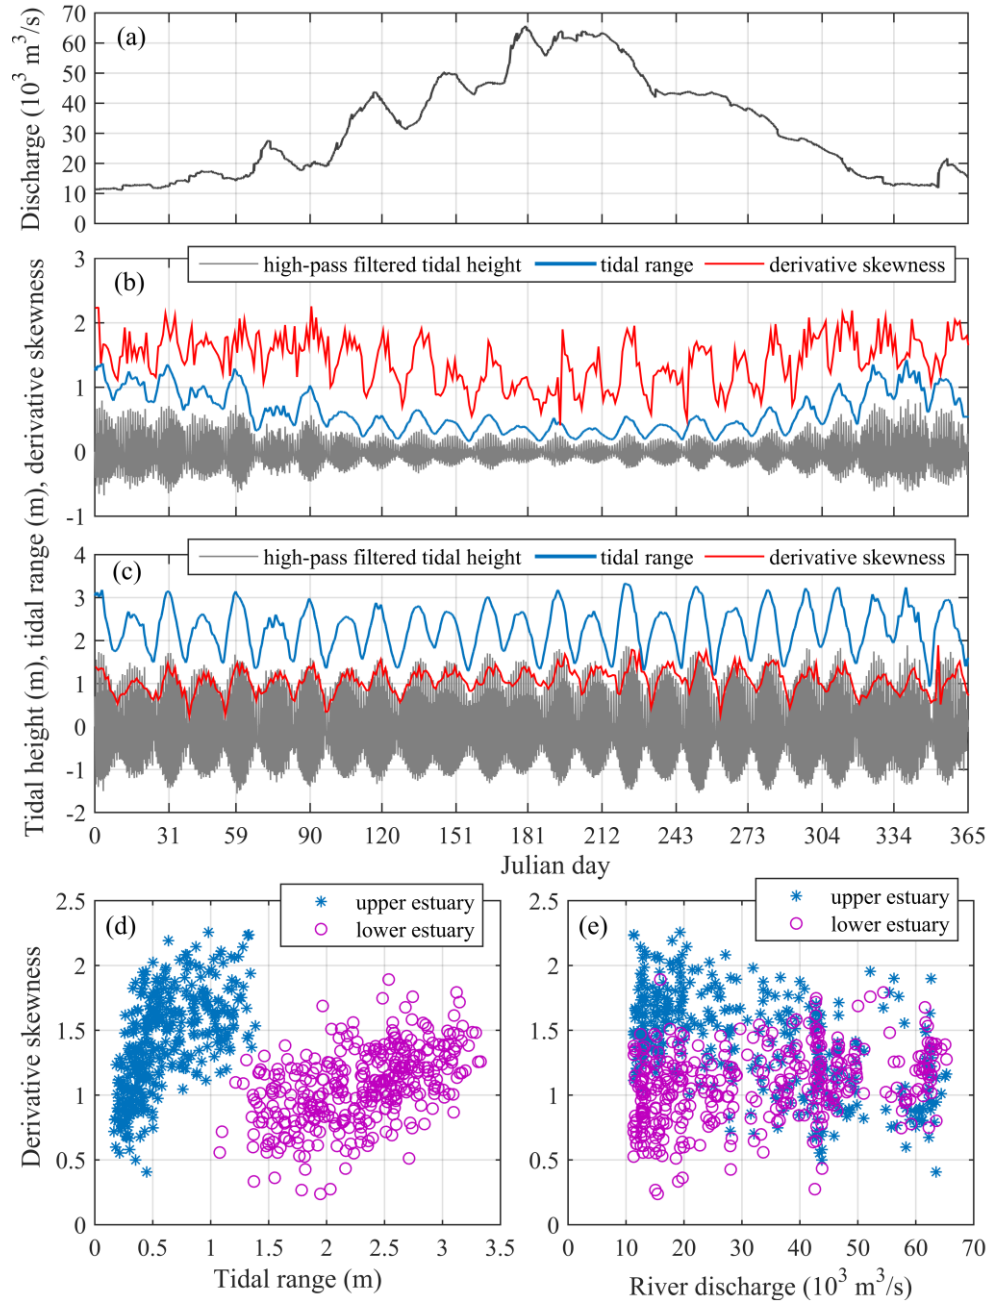 70
60
50
40
30
20
10
0
Discharge (10³ m³/s)
(a)
3
2
1
0
-1
(b)
high-pass filtered tidal height
tidal range
derivative skewness
Tidal height (m), tidal range (m), derivative skewness
4
3
2
1
0
-1
-2
(c)
high-pass filtered tidal height
tidal range
derivative skewness
0 31 59 90 120 151 181 212 243 273 304 334 365
Julian day
2.5
2
1.5
1
0.5
0
Derivative skewness
(d)
upper estuary
lower estuary
0 0.5 1 1.5 2 2.5 3 3.5
Tidal range (m)
2.5
2
1.5
1
0.5
0
(e)
upper estuary
lower estuary
0 10 20 30 40 50 60 70
River discharge (10³ m³/s)